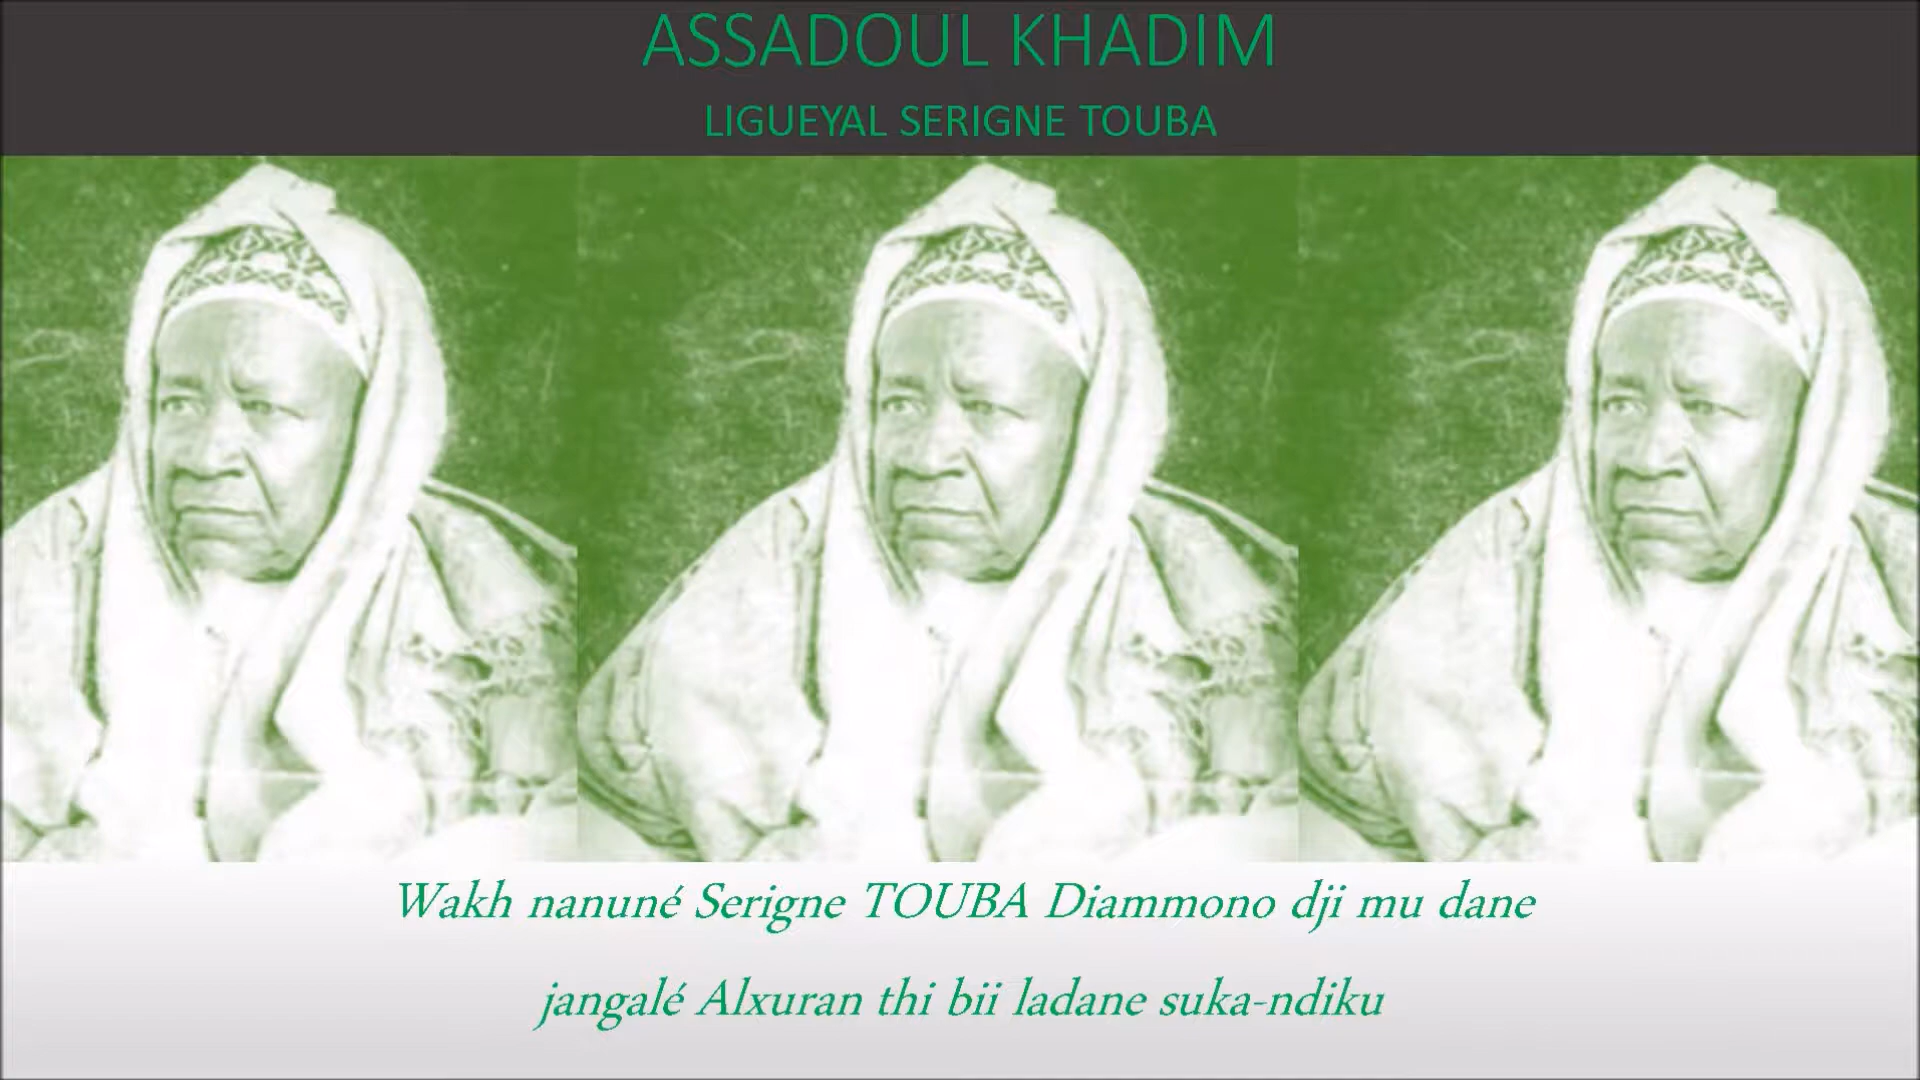 ASSADOUL KHADIM
LIGUEYAL SERIGNE TOUBA
Wakh nanuné Serigne TOUBA Diammono dji mu dane
jangalé Alxuran thi bii ladane suka-ndiku